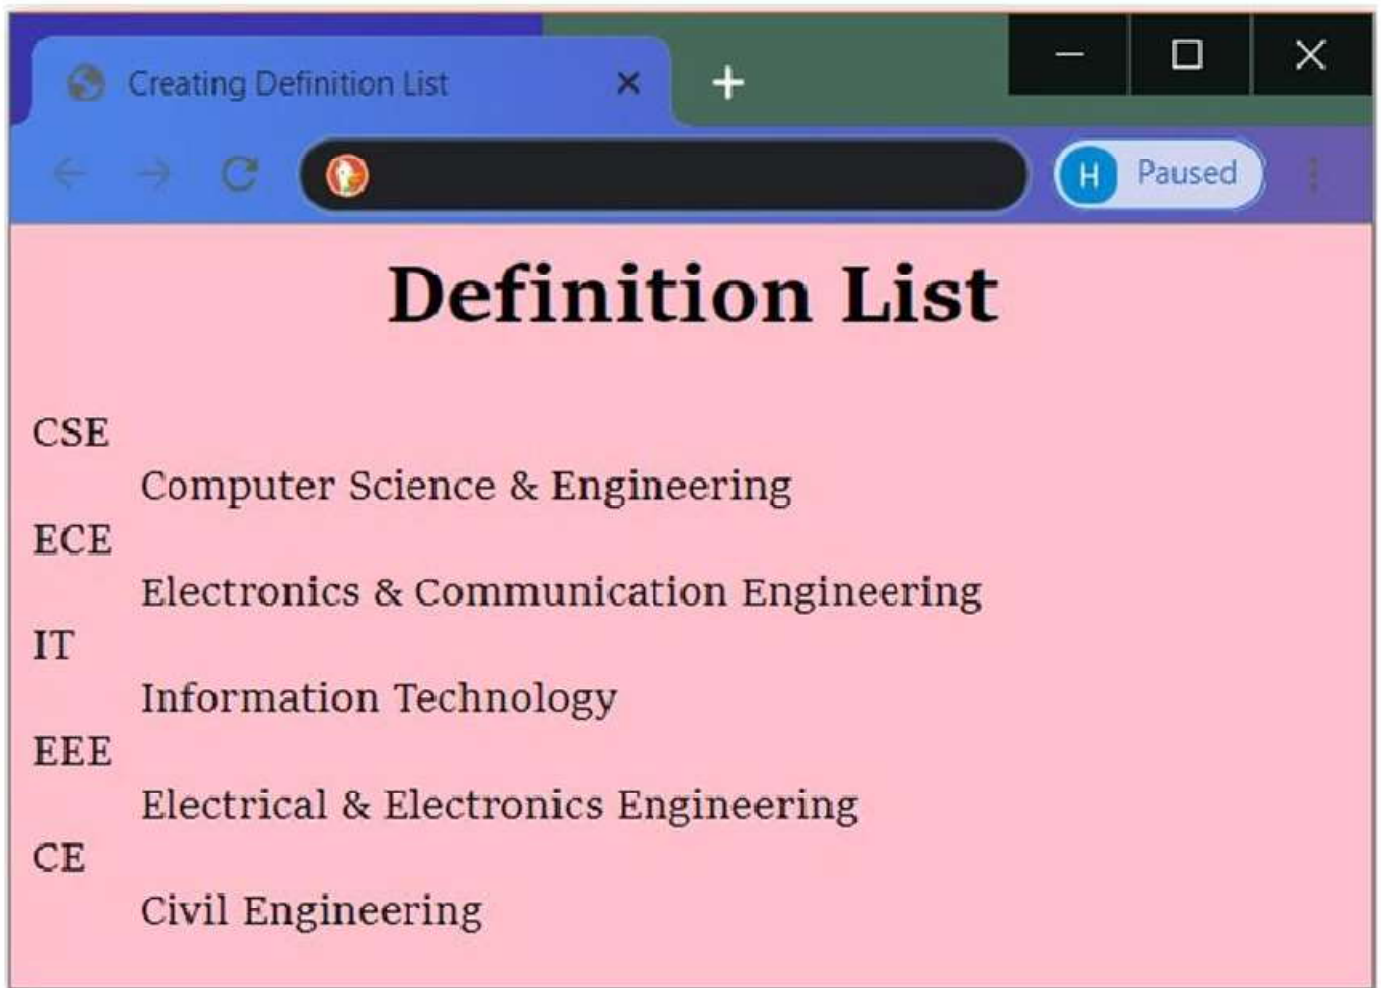 Creating Definition List
H Paused
Definition List
CSE
Computer Science & Engineering
ECE
Electronics & Communication Engineering
IT
Information Technology
EEE
Electrical & Electronics Engineering
CE
Civil Engineering